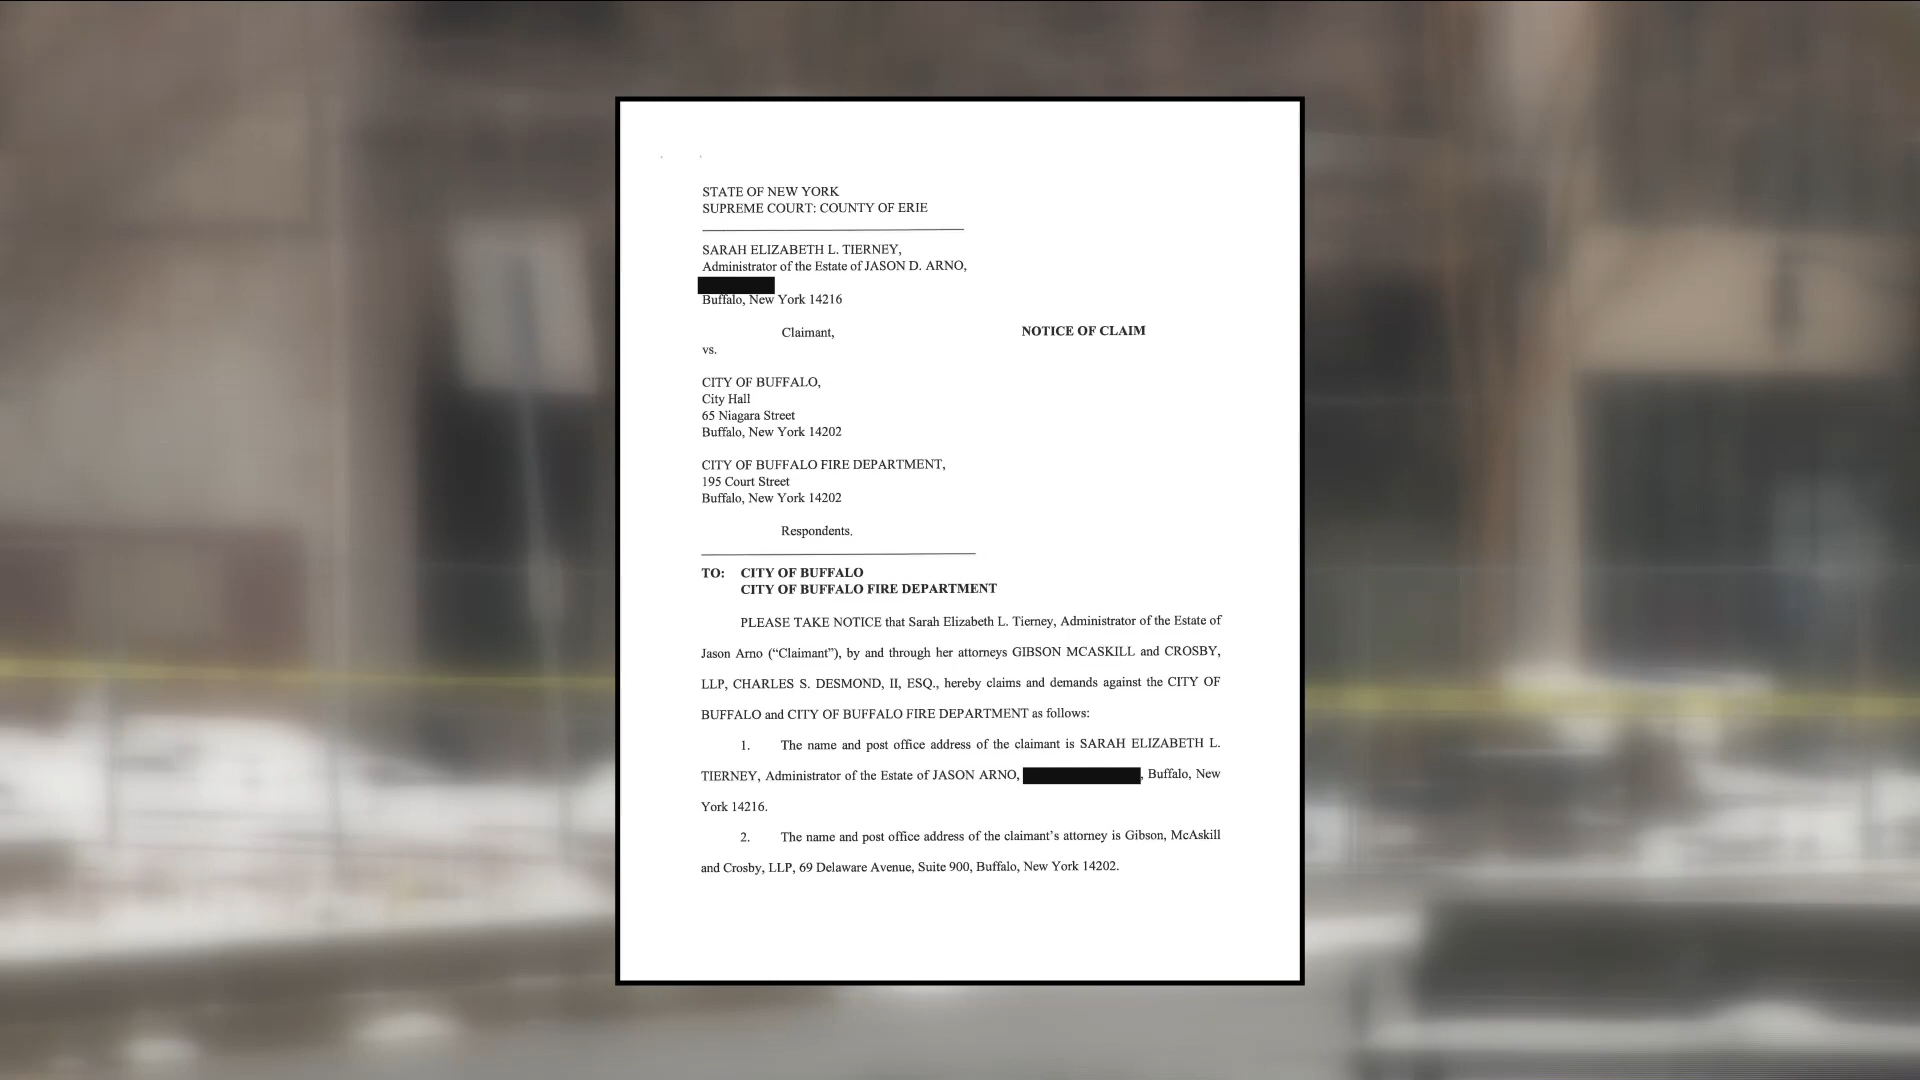 STATE OF NEW YORK
SUPREME COURT: COUNTY OF ERIE
SARAH ELIZABETH L. TIERNEY,
Administrator of the Estate of JASON D. ARNO,
Buffalo, New York 14216
Claimant,
NOTICE OF CLAIM
vs.
CITY OF BUFFALO,
City Hall
65 Niagara Street
Buffalo, New York 14202
CITY OF BUFFALO FIRE DEPARTMENT,
195 Court Street
Buffalo, New York 14202
Respondents.
TO: CITY OF BUFFALO
CITY OF BUFFALO FIRE DEPARTMENT
PLEASE TAKE NOTICE that Sarah Elizabeth L. Tierney, Administrator of the Estate of
Jason Arno (“Claimant”), by and through her attorneys GIBSON MCASKILL and CROSBY,
LLP, CHARLES S. DESMOND, II, ESQ., hereby claims and demands against the CITY OF
BUFFALO and CITY OF BUFFALO FIRE DEPARTMENT as follows:
1. The name and post office address of the claimant is SARAH ELIZABETH L.
TIERNEY, Administrator of the Estate of JASON ARNO, , Buffalo, New
York 14216.
2. The name and post office address of the claimant’s attorney is Gibson, McAskill
and Crosby, LLP, 69 Delaware Avenue, Suite 900, Buffalo, New York 14202.